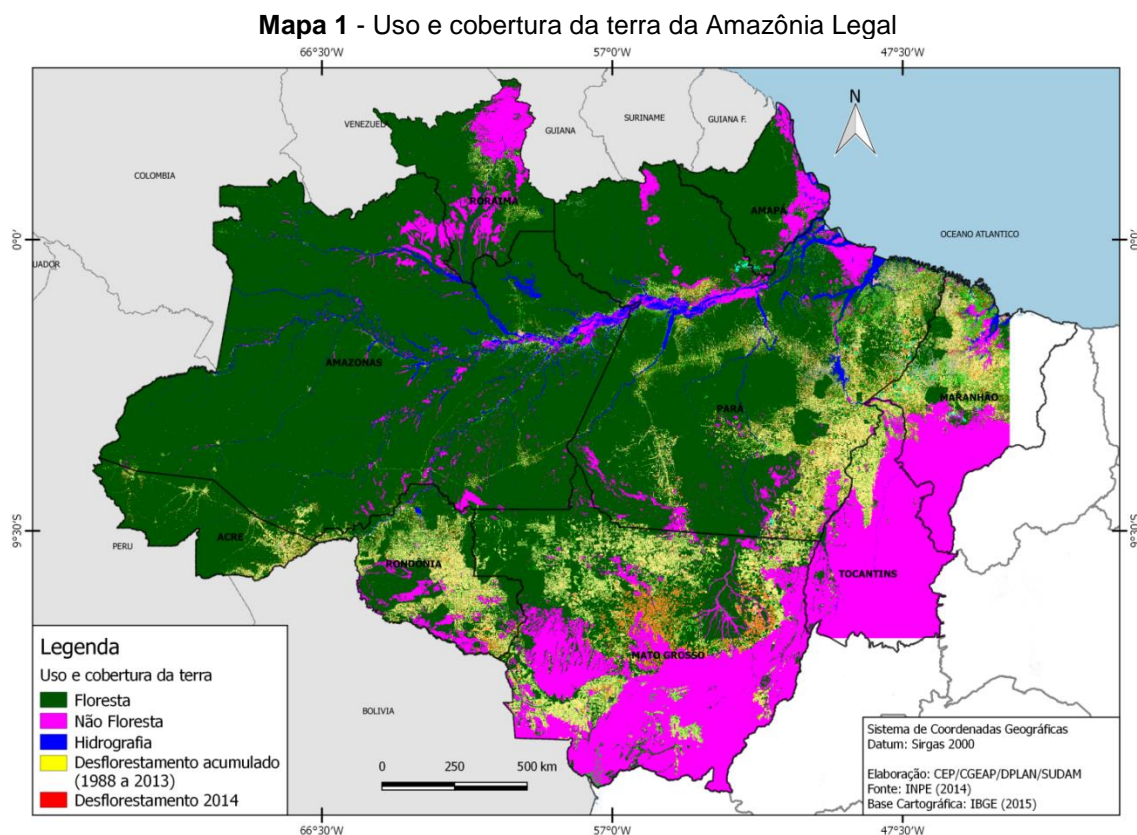 Mapa 1 - Uso e cobertura da terra da Amazônia Legal
66°30'W
57°0'W
47°30'W
N
VENEZUEL
GUIANA
SURINAME
GUIANA F.
COLOMBIA
RORAIMA
AMAPÁ
OCEANO ATLANTICO
0°0'
0°0'
UADOR
AMAZONAS
PARÁ
MARANHÃO
9°30'S
9°30'S
PERU
ACRE
RONDÔNIA
TOCANTINS
MATO GROSSO
BOLIVIA
Legenda
Uso e cobertura da terra
Floresta
Não Floresta
Hidrografia
Desflorestamento acumulado
(1988 a 2013)
Desflorestamento 2014
0 250 500 km
Sistema de Coordenadas Geográficas
Datum: Sirgas 2000
Elaboração: CEP/CGEAP/DPLAN/SUDAM
Fonte: INPE (2014)
Base Cartográfica: IBGE (2015)
66°30'W
57°0'W
47°30'W